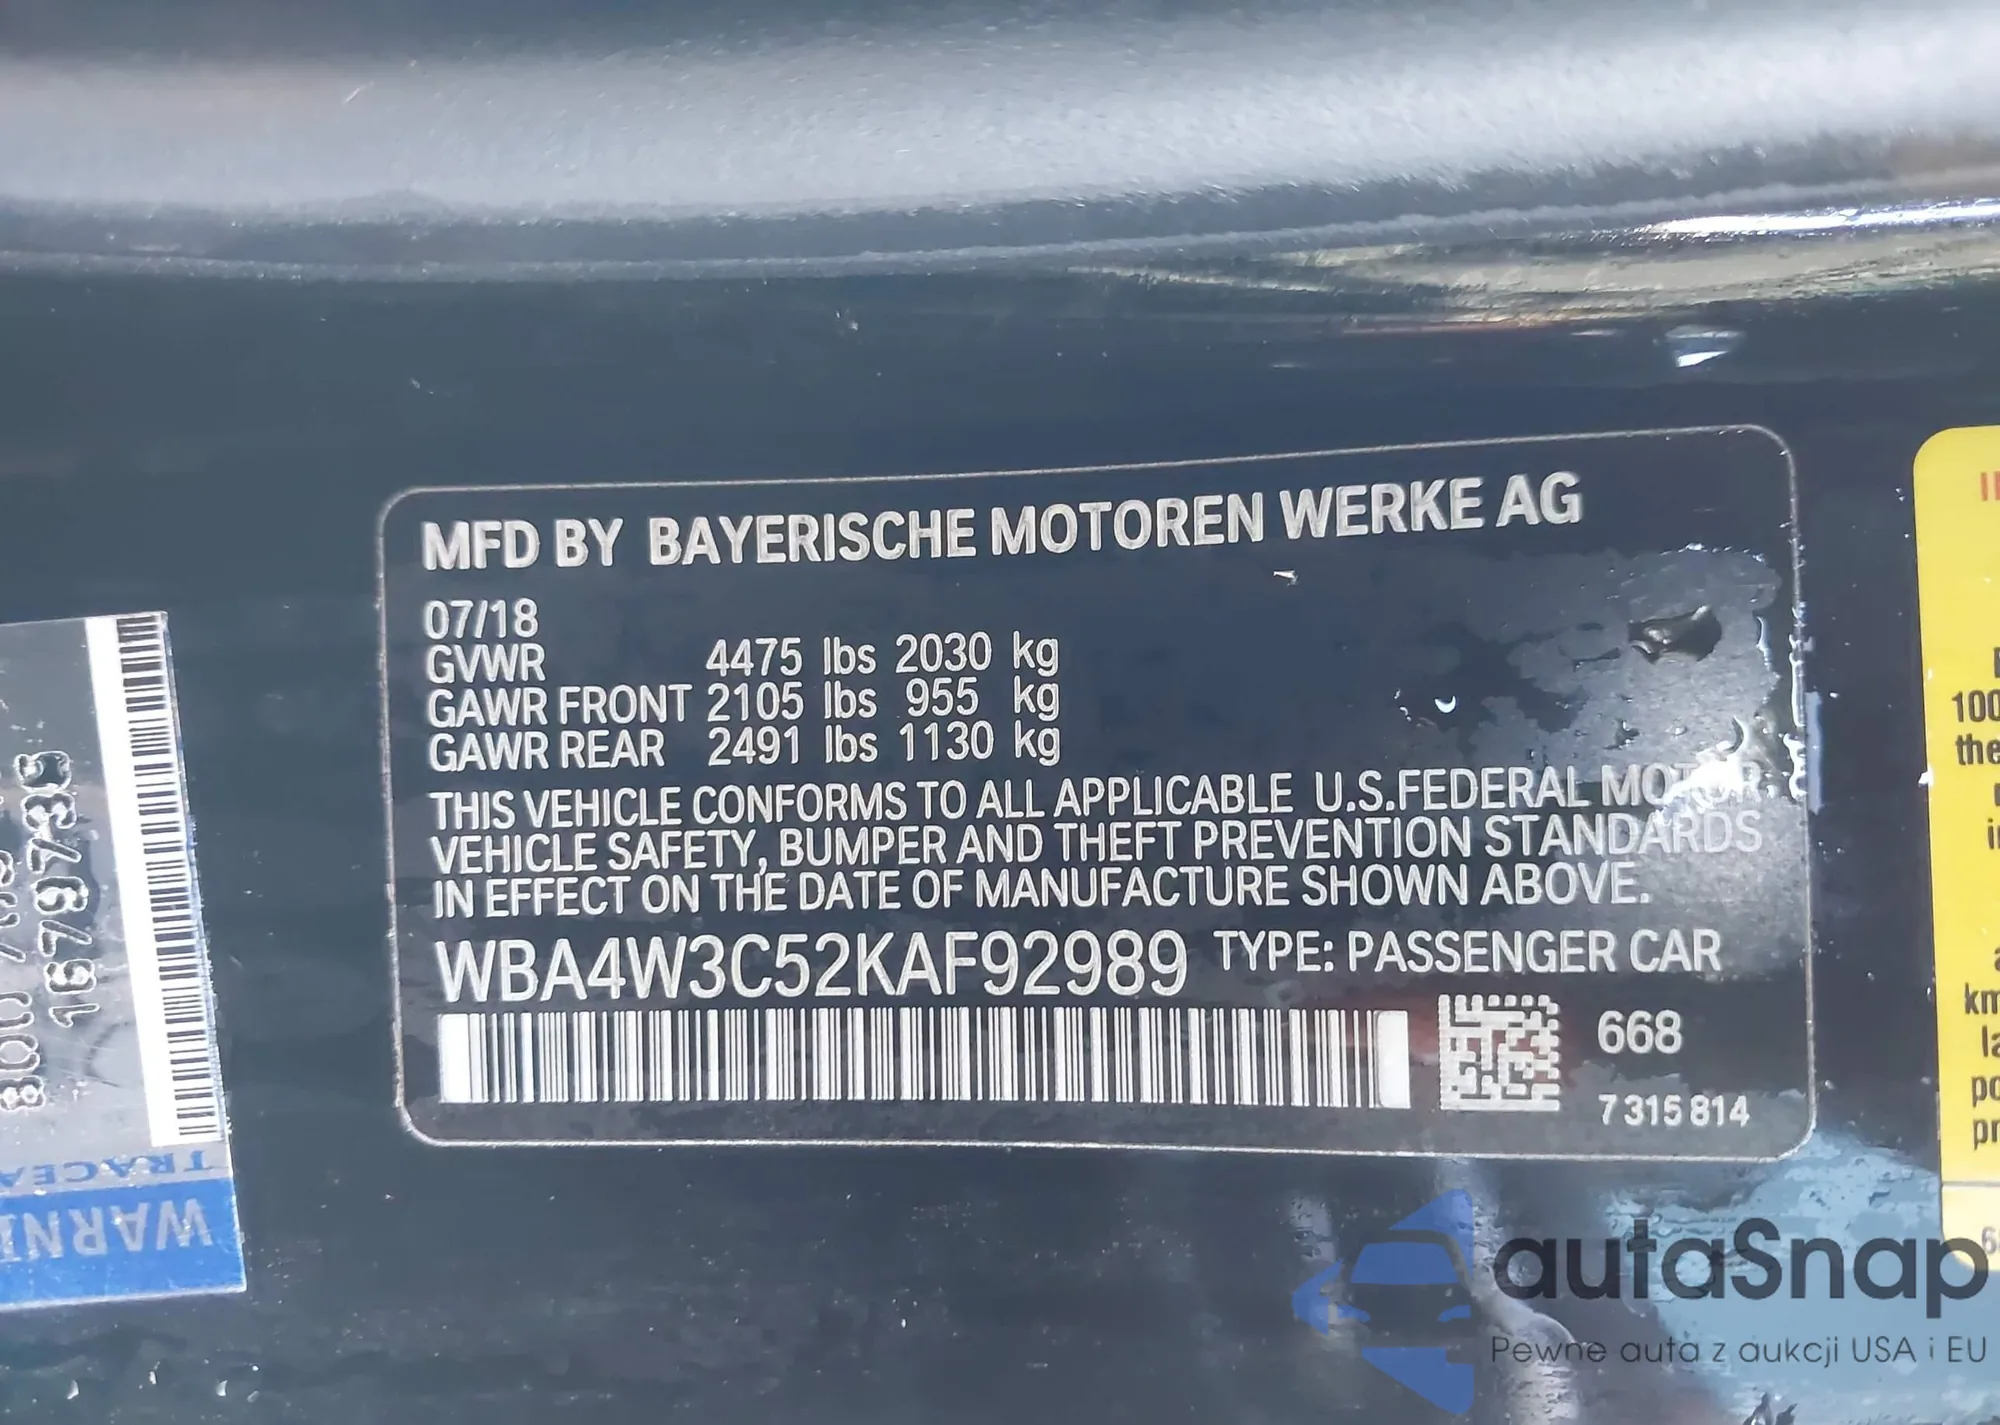 MFD BY BAYERISCHE MOTOREN WERKE AG
07/18
GVWR 4475 lbs 2030 kg
GAWR FRONT 2105 lbs 955 kg
GAWR REAR 2491 lbs 1130 kg
THIS VEHICLE CONFORMS TO ALL APPLICABLE U.S.FEDERAL MOTOR
VEHICLE SAFETY, BUMPER AND THEFT PREVENTION STANDARDS
IN EFFECT ON THE DATE OF MANUFACTURE SHOWN ABOVE.
WBA4W3C52KAF92989 TYPE: PASSENGER CAR
668
7 315 814
100
the
km
autaSnap
Pewne auta z aukcji USA i EU